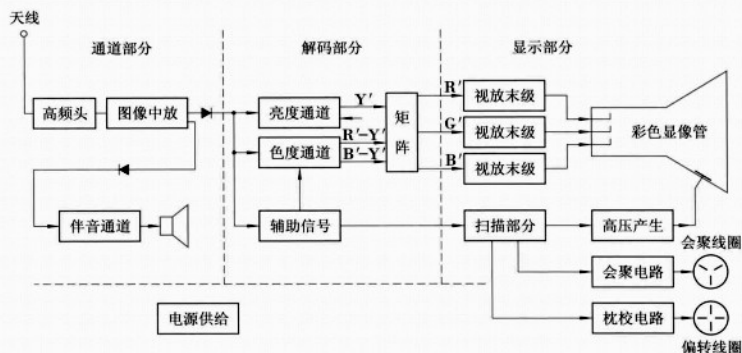 天线
通道部分
解码部分
显示部分
高频头
图像中放
亮度通道
Y′
矩阵
R′
视放末级
彩色显像管
色度通道
R′−Y′
B′−Y′
G′
视放末级
B′
视放末级
伴音通道
辅助信号
扫描部分
高压产生
会聚线圈
会聚电路
电源供给
枕校电路
偏转线圈